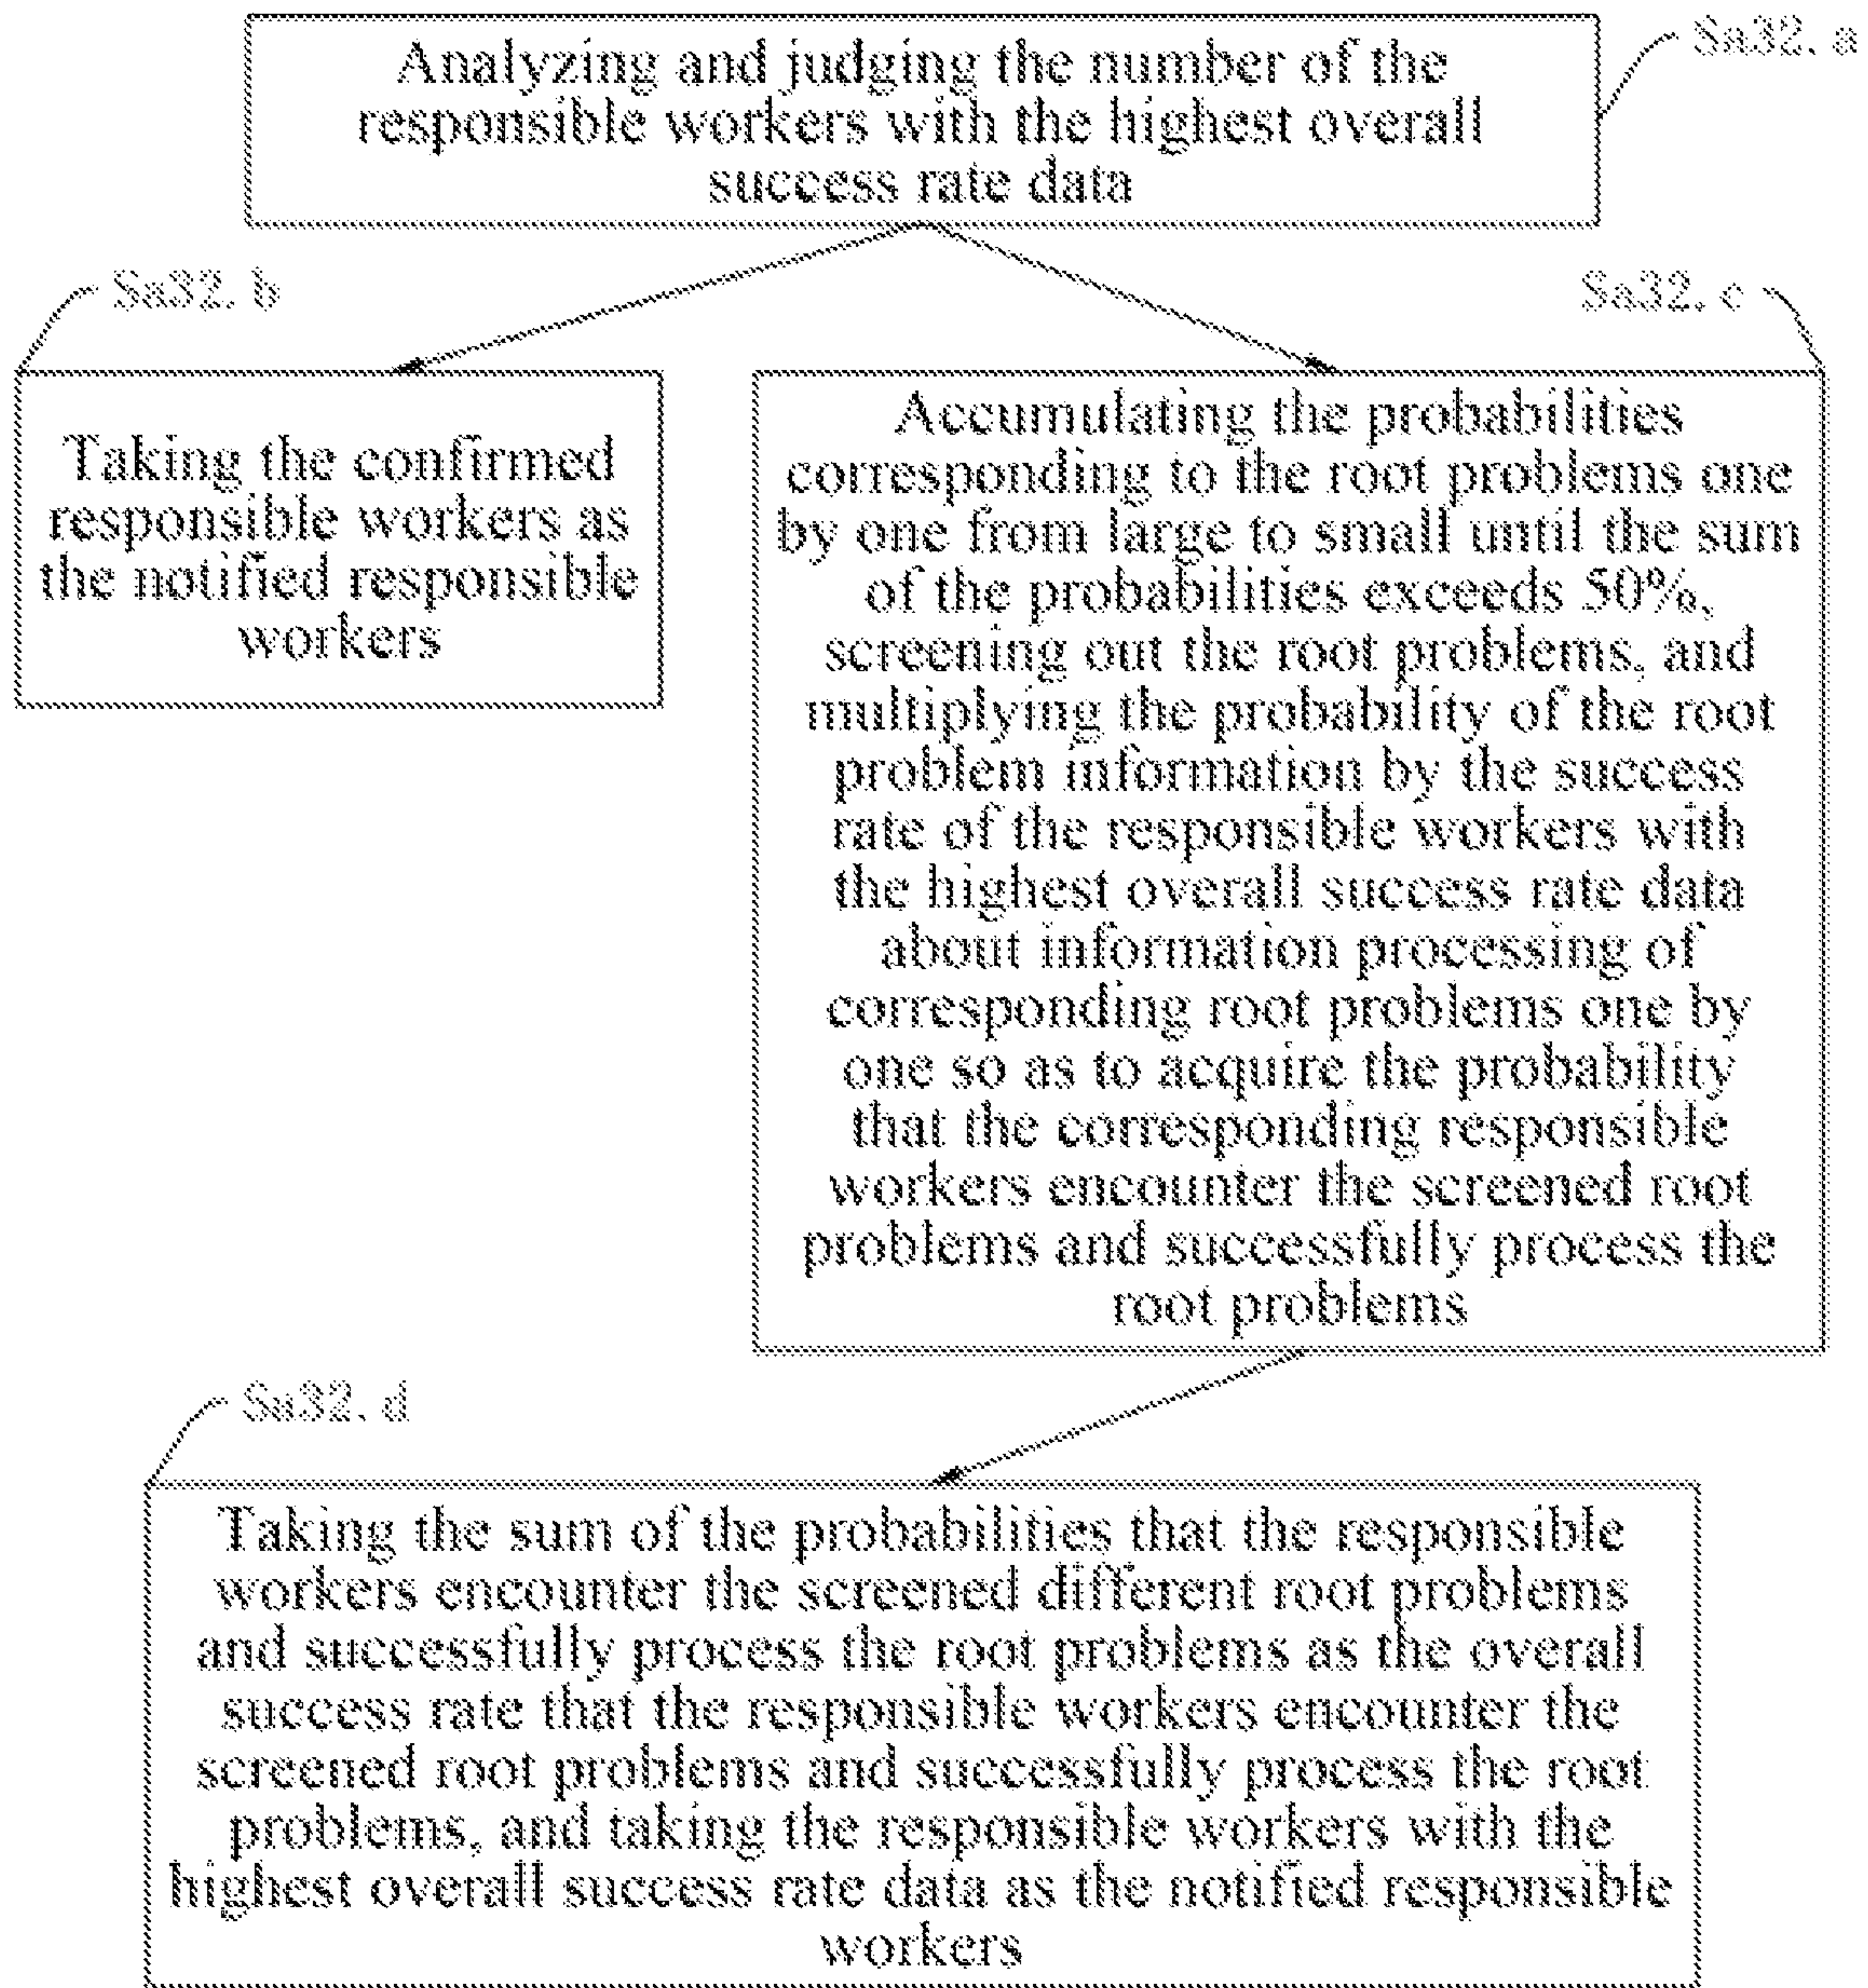 Sa32. a
Analyzing and judging the number of the
responsible workers with the highest overall
success rate data
Sa32. b
Taking the confirmed
responsible workers as
the notified responsible
workers
Sa32. c
Accumulating the probabilities
corresponding to the root problems one
by one from large to small until the sum
of the probabilities exceeds 50%,
screening out the root problems, and
multiplying the probability of the root
problem information by the success
rate of the responsible workers with
the highest overall success rate data
about information processing of
corresponding root problems one by
one so as to acquire the probability
that the corresponding responsible
workers encounter the screened root
problems and successfully process the
root problems
Sa32. d
Taking the sum of the probabilities that the responsible
workers encounter the screened different root problems
and successfully process the root problems as the overall
success rate that the responsible workers encounter the
screened root problems and successfully process the root
problems, and taking the responsible workers with the
highest overall success rate data as the notified responsible
workers